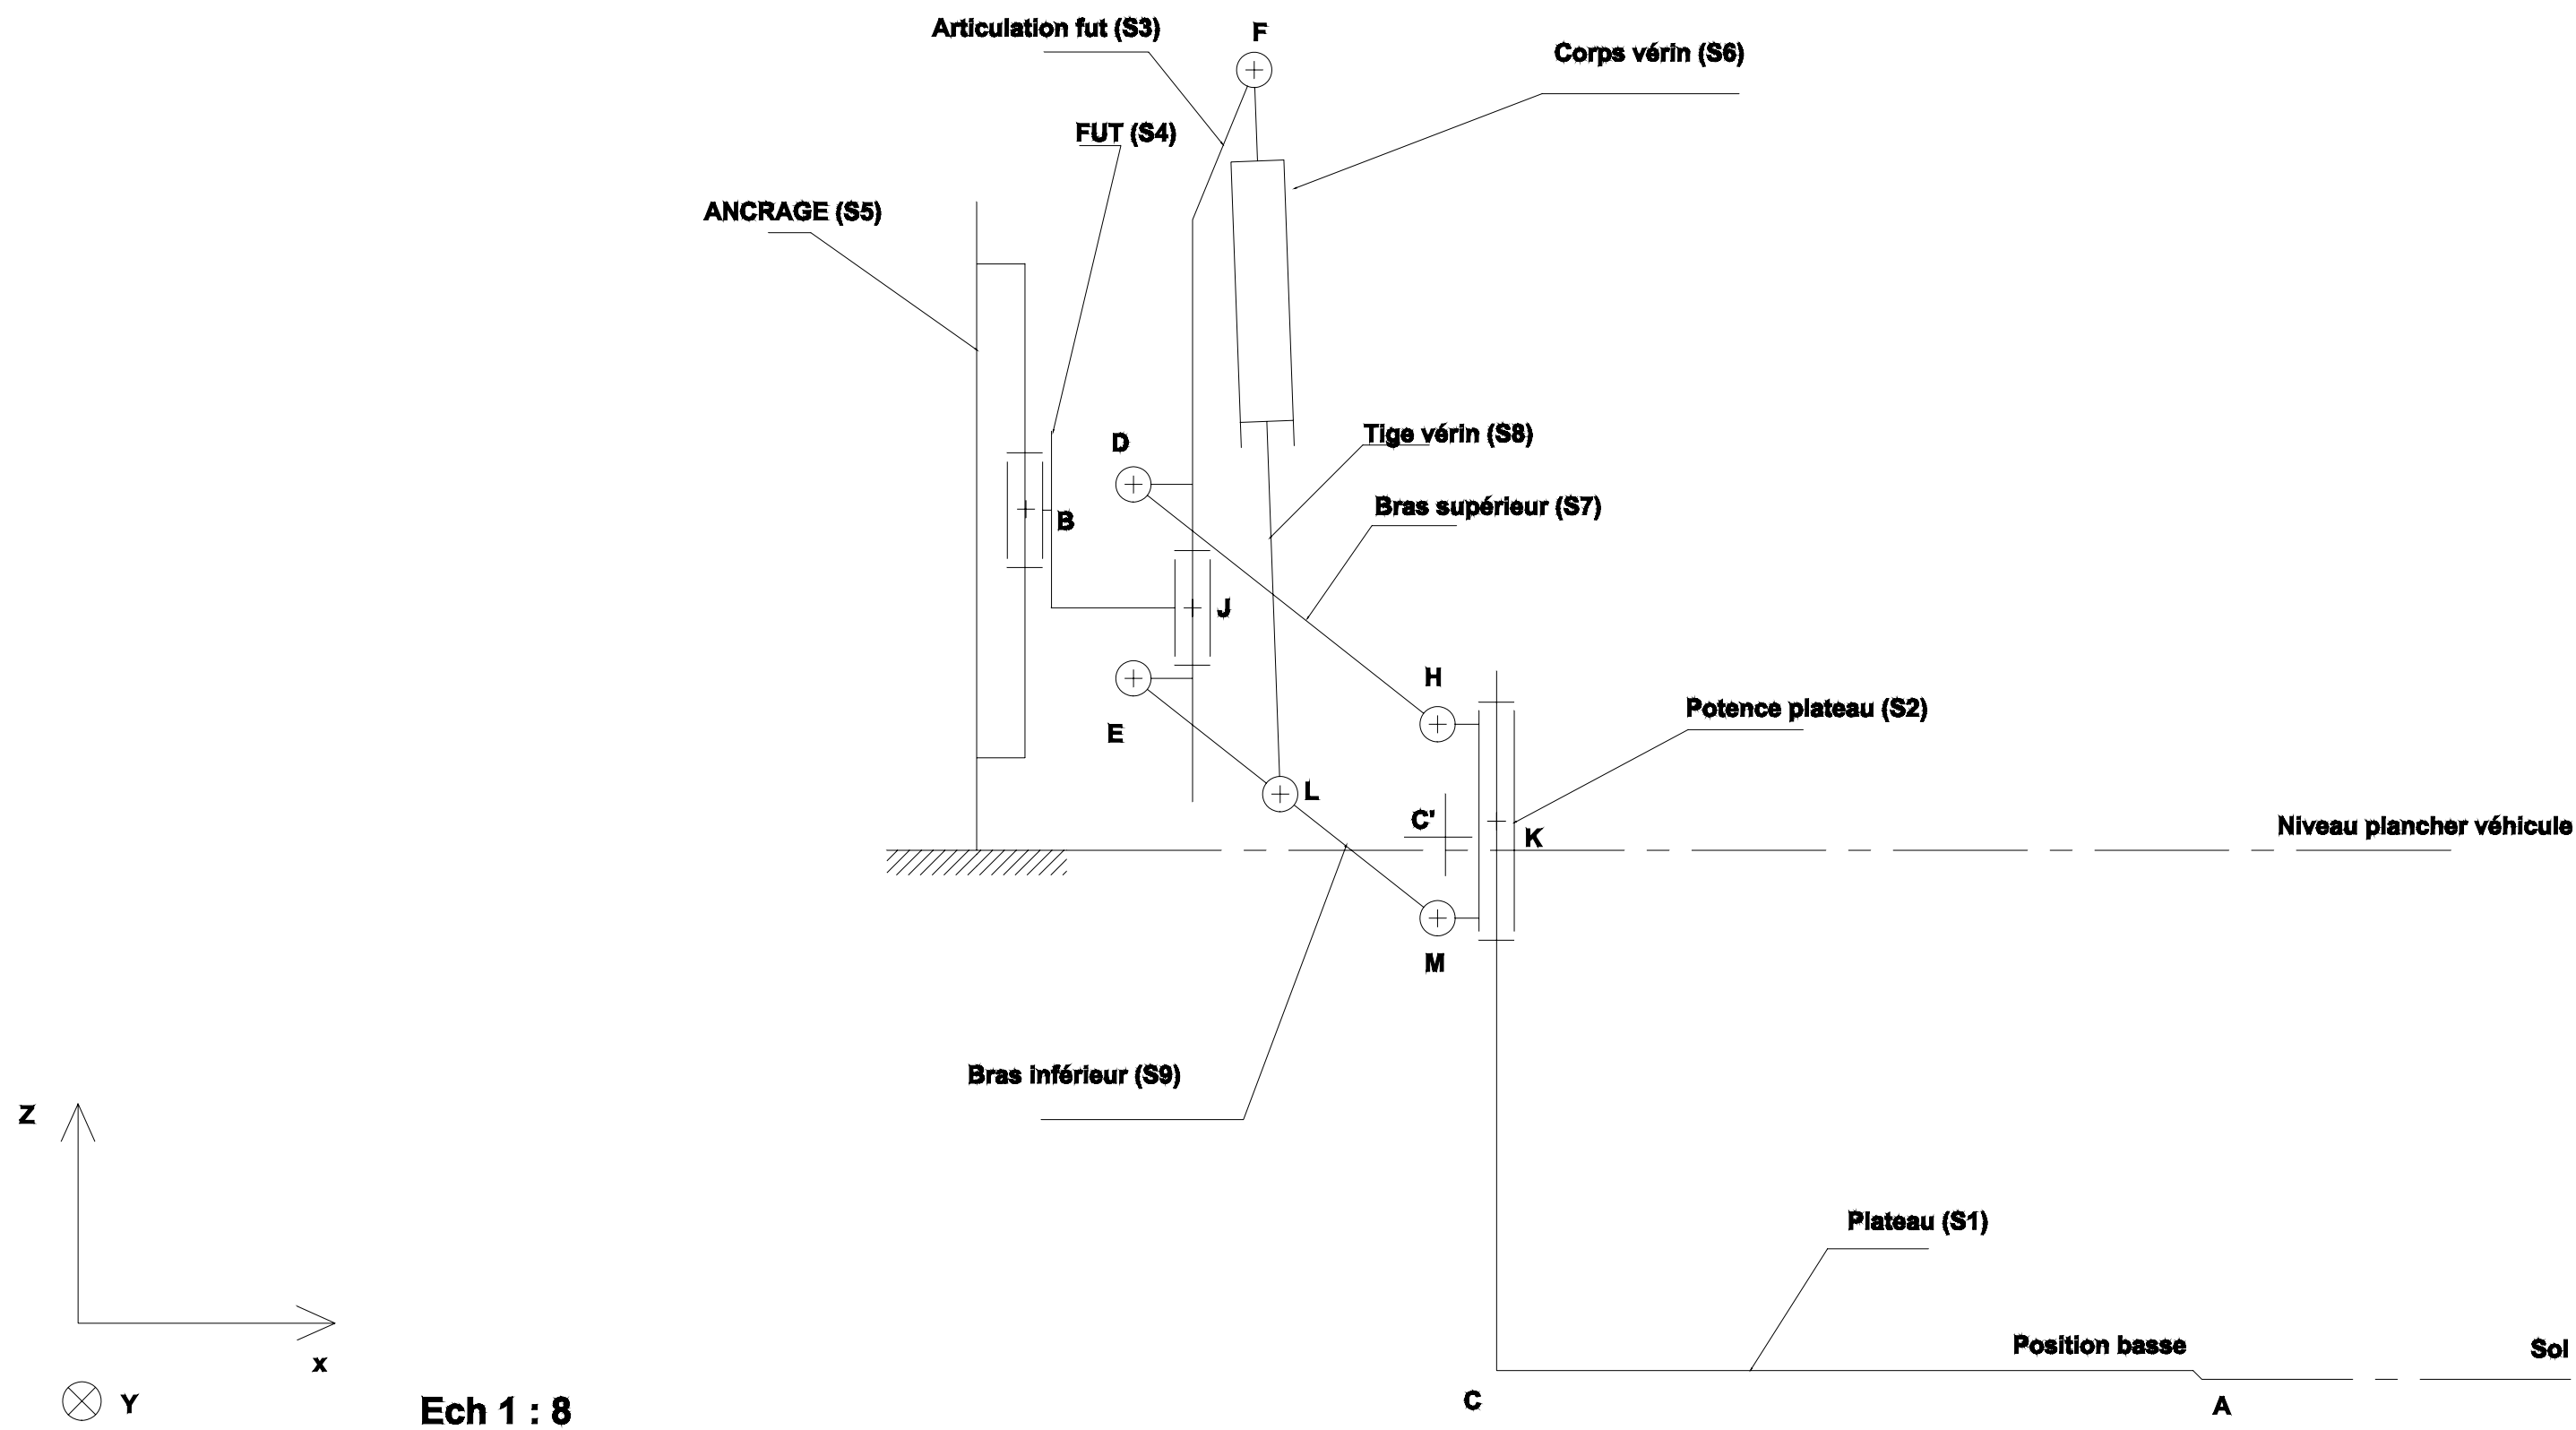 Articulation fut (S3)
F
Corps vérin (S6)
FUT (S4)
ANCRAGE (S5)
D
Tige vérin (S8)
B
Bras supérieur (S7)
J
H
E
Potence plateau (S2)
L
C'
K
Niveau plancher véhicule
M
Bras inférieur (S9)
Z
Plateau (S1)
Position basse
Sol
x
Y
Ech 1 : 8
C
A